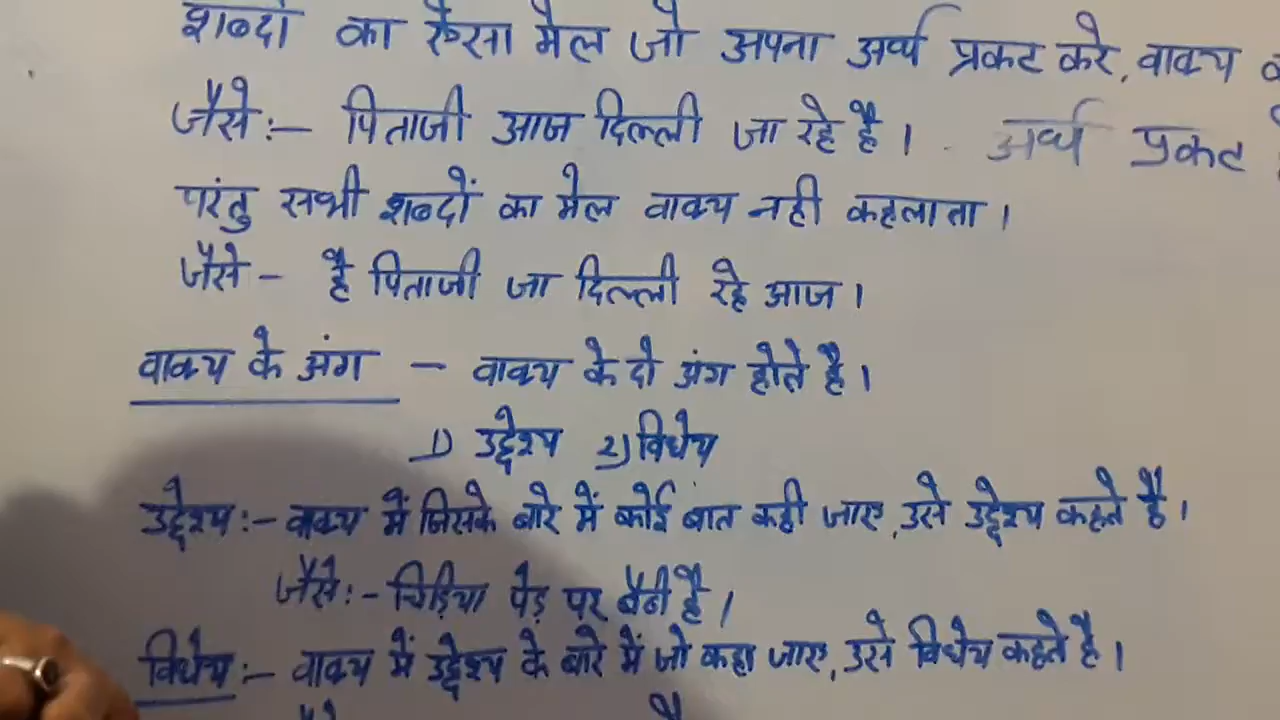 शब्दों का ऐसा मेल जो अपना अर्थ प्रकट करे, वाक्य
जैसे:- पिताजी आज दिल्ली जा रहे है। अर्थ प्रकट
परंतु सभी शब्दों का मेल वाक्य नही कहलाता।
जैसे - है पिताजी जा दिल्ली रहे आज।
वाक्य के अंग - वाक्य के दो अंग होते है।
1) उद्देश्य 2) विधेय
उद्देश्य:- वाक्य में जिसके बारे में कोई बात कही जाए, उसे उद्देश्य कहते है।
जैसे:- चिड़िया पेड़ पर बैठी है।
विधेय:- वाक्य में उद्देश्य के बारे में जो कहा जाए, उसे विधेय कहते है।